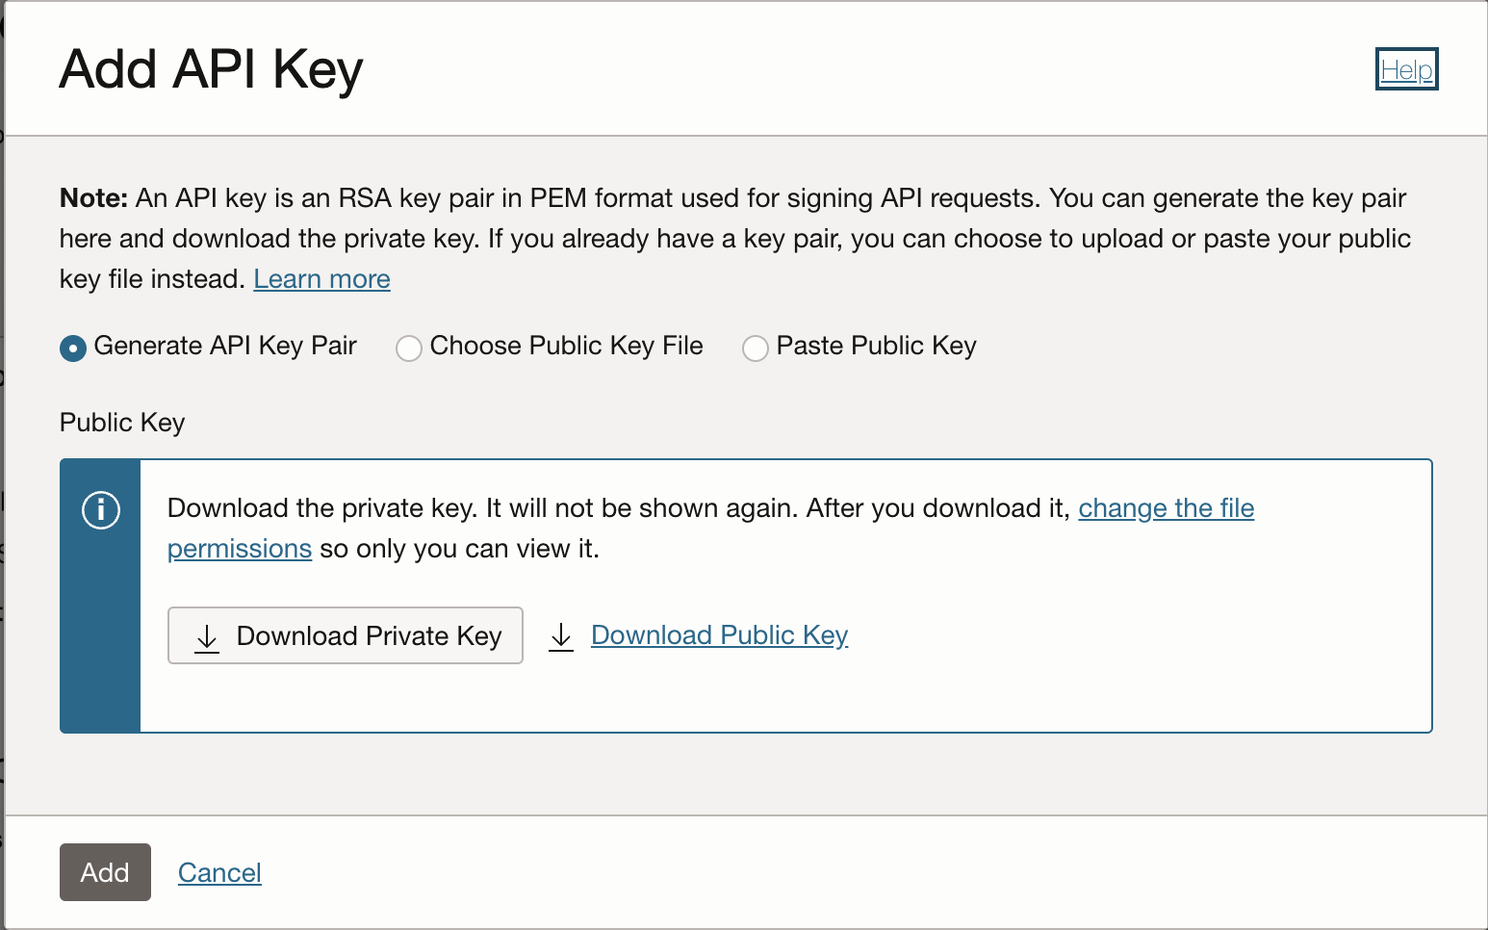 Add API Key
Help
Note: An API key is an RSA key pair in PEM format used for signing API requests. You can generate the key pair
here and download the private key. If you already have a key pair, you can choose to upload or paste your public
key file instead. Learn more
Generate API Key Pair
Choose Public Key File
Paste Public Key
Public Key
Download the private key. It will not be shown again. After you download it, change the file
permissions so only you can view it.
Download Private Key
Download Public Key
Add
Cancel